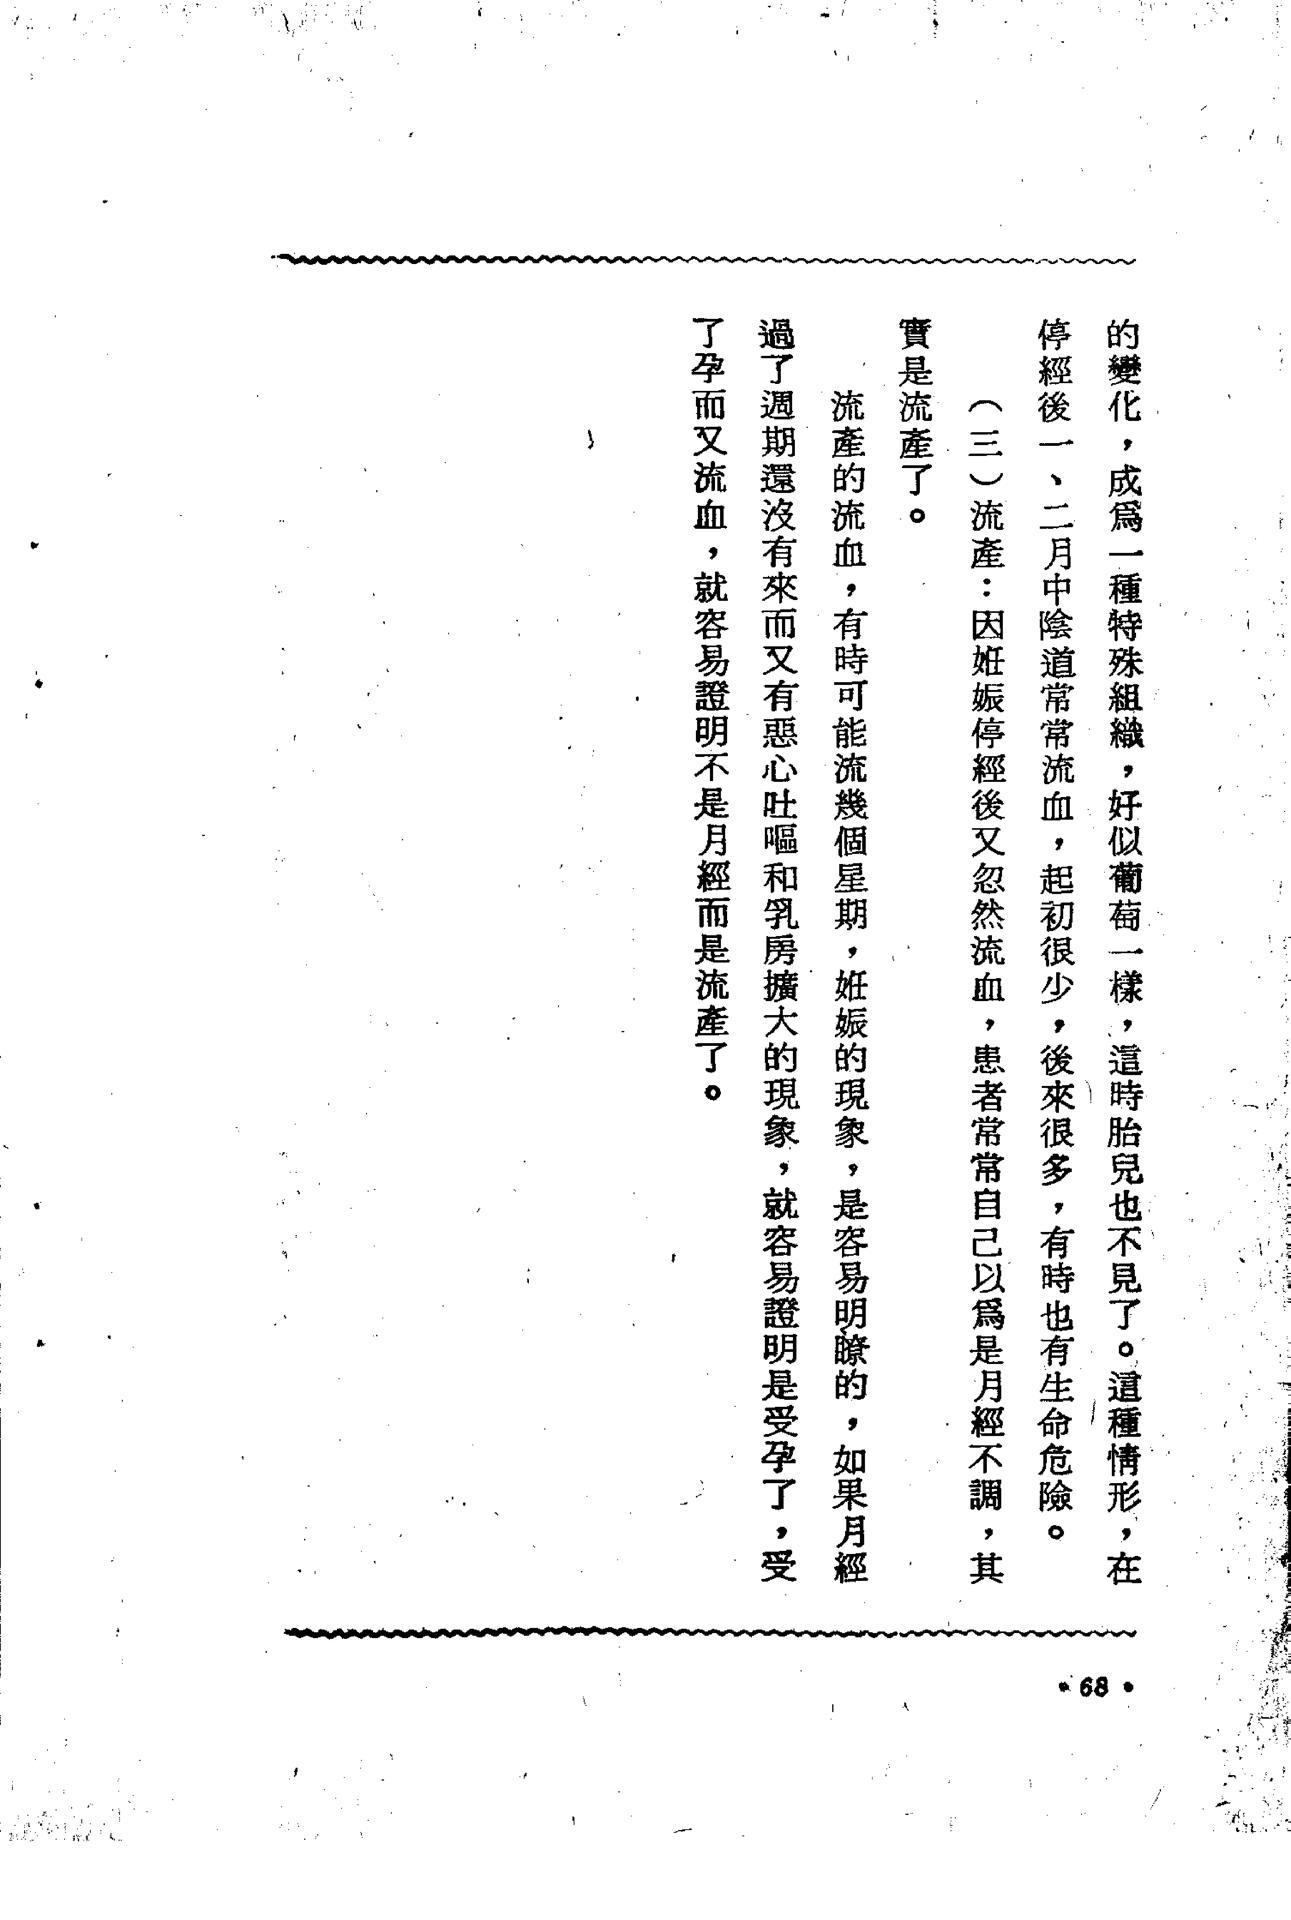 的變化，成爲一種特殊組織，好似葡萄一樣，這時胎兒也不見了。這種情形，在
停經後一、二月中陰道常常流血，起初很少，後來很多，有時也有生命危險。
（三）流產：因姙娠停經後又忽然流血，患者常常自己以爲是月經不調，其
實是流產了。
流產的流血，有時可能流幾個星期，姙娠的現象，是容易明瞭的，如果月經
過了週期還沒有來而又有惡心吐嘔和乳房擴大的現象，就容易證明是受孕了，受
了孕而又流血，就容易證明不是月經而是流產了。
•68•